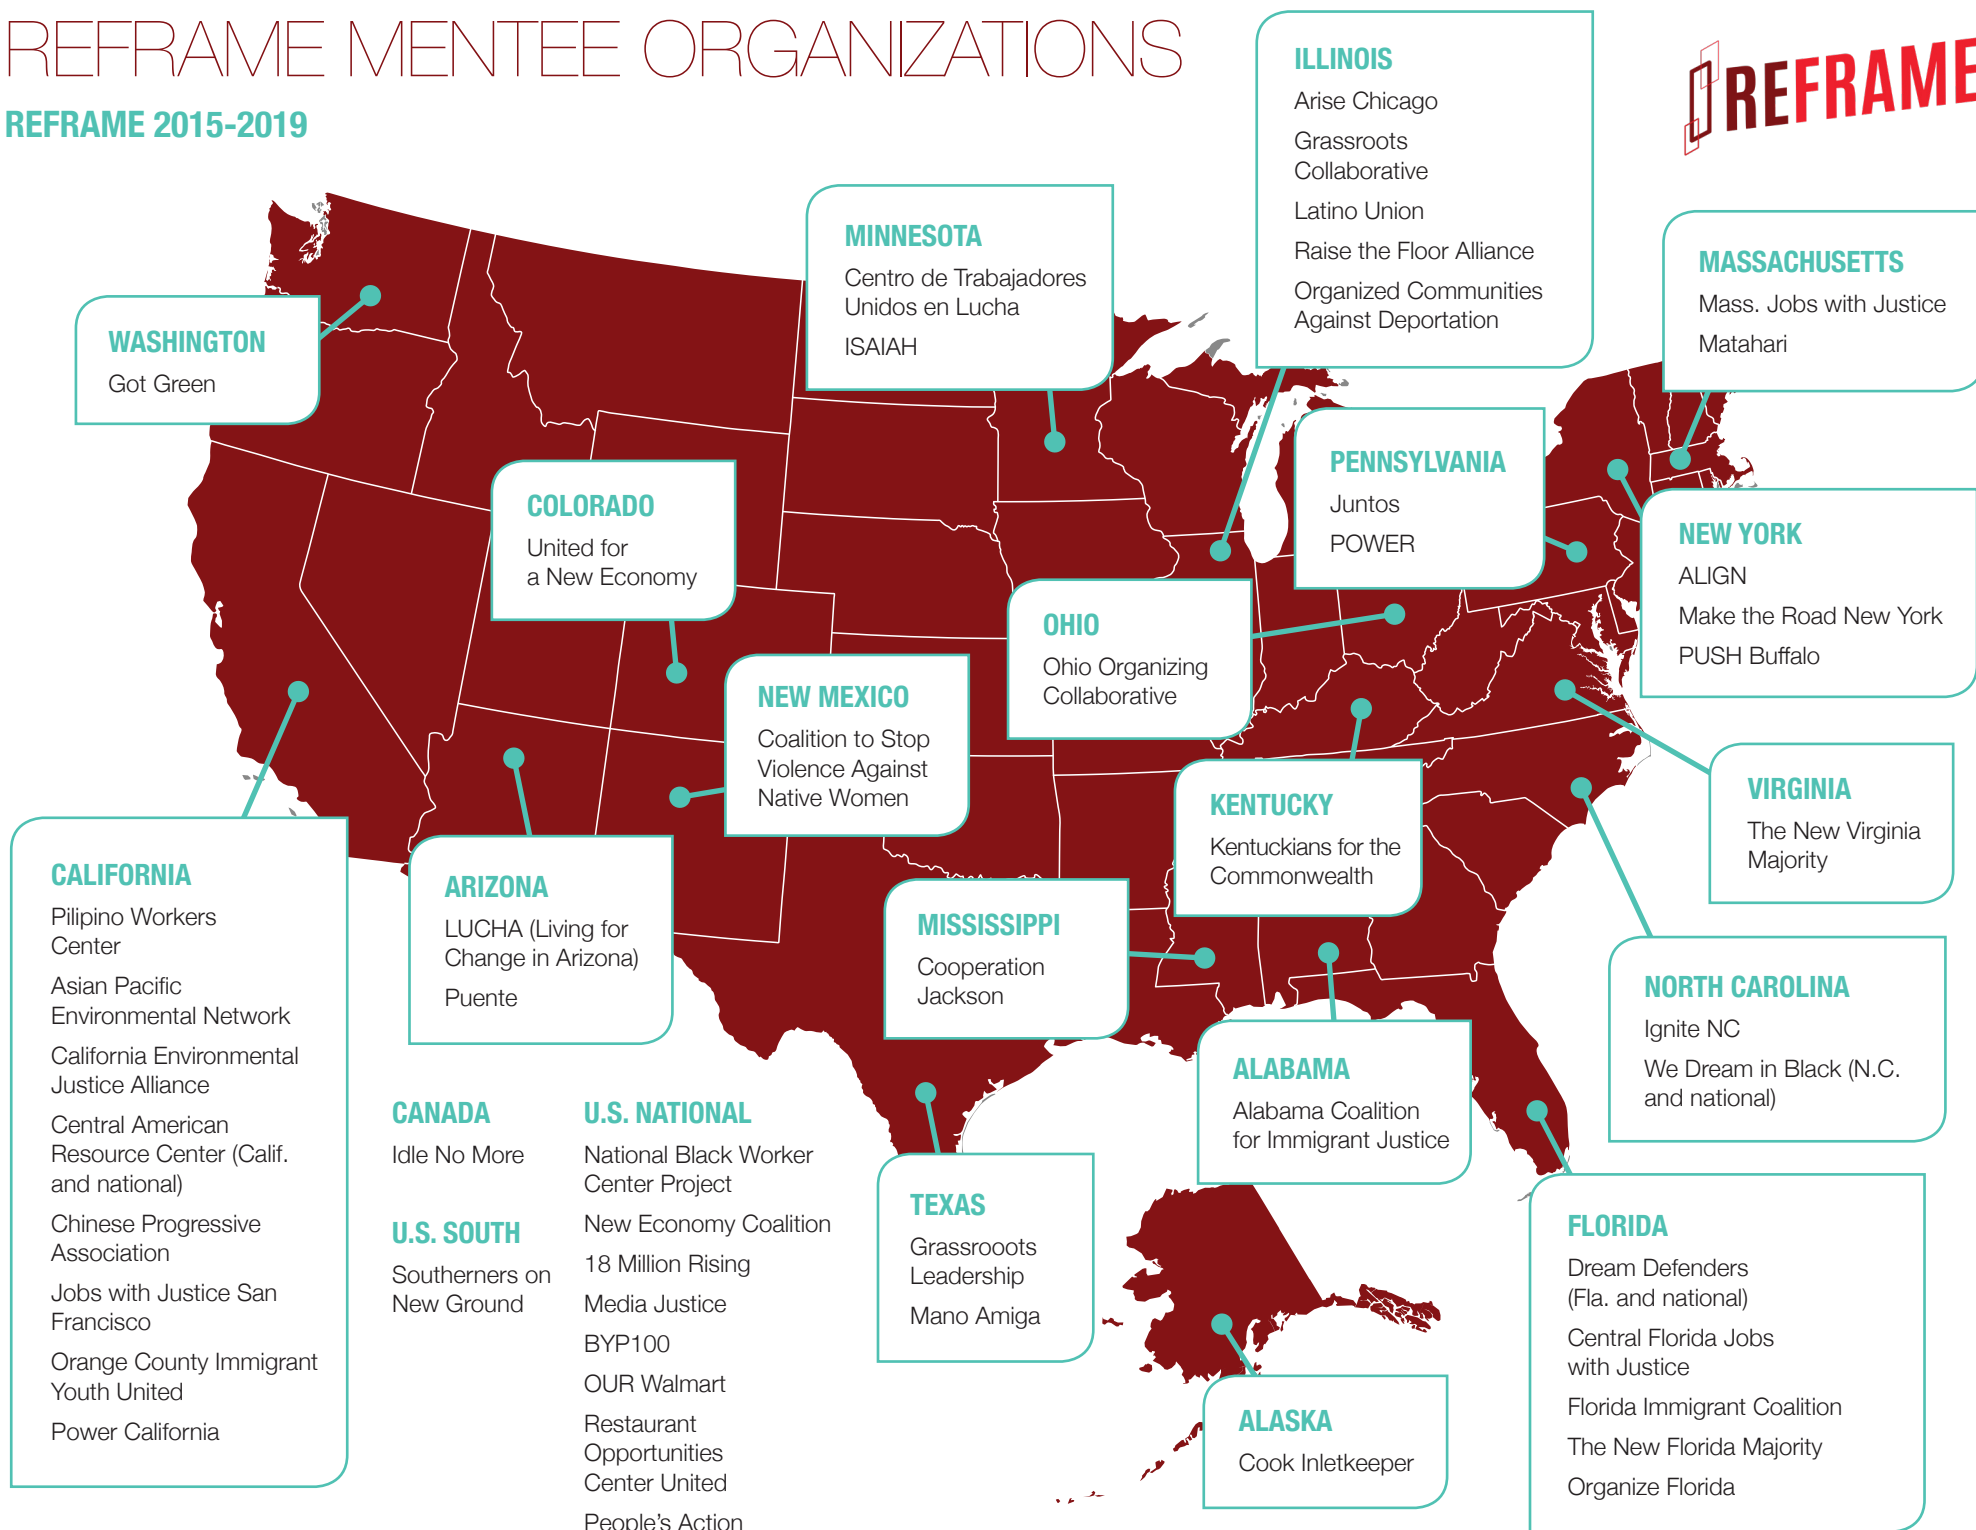 REFRAME MENTEE ORGANIZATIONS
REFRAME 2015-2019
REFRAME
ILLINOIS
Arise Chicago
Grassroots
Collaborative
Latino Union
Raise the Floor Alliance
Organized Communities
Against Deportation
MINNESOTA
Centro de Trabajadores
Unidos en Lucha
ISAIAH
MASSACHUSETTS
Mass. Jobs with Justice
Matahari
WASHINGTON
Got Green
COLORADO
United for
a New Economy
PENNSYLVANIA
Juntos
POWER
NEW YORK
ALIGN
Make the Road New York
PUSH Buffalo
OHIO
Ohio Organizing
Collaborative
NEW MEXICO
Coalition to Stop
Violence Against
Native Women
KENTUCKY
Kentuckians for the
Commonwealth
VIRGINIA
The New Virginia
Majority
CALIFORNIA
Pilipino Workers
Center
Asian Pacific
Environmental Network
California Environmental
Justice Alliance
Central American
Resource Center (Calif.
and national)
Chinese Progressive
Association
Jobs with Justice San
Francisco
Orange County Immigrant
Youth United
Power California
ARIZONA
LUCHA (Living for
Change in Arizona)
Puente
MISSISSIPPI
Cooperation
Jackson
NORTH CAROLINA
Ignite NC
We Dream in Black (N.C.
and national)
ALABAMA
Alabama Coalition
for Immigrant Justice
CANADA
Idle No More
U.S. SOUTH
Southerners on
New Ground
U.S. NATIONAL
National Black Worker
Center Project
New Economy Coalition
18 Million Rising
Media Justice
BYP100
OUR Walmart
Restaurant
Opportunities
Center United
People's Action
TEXAS
Grassrooots
Leadership
Mano Amiga
ALASKA
Cook Inletkeeper
FLORIDA
Dream Defenders
(Fla. and national)
Central Florida Jobs
with Justice
Florida Immigrant Coalition
The New Florida Majority
Organize Florida